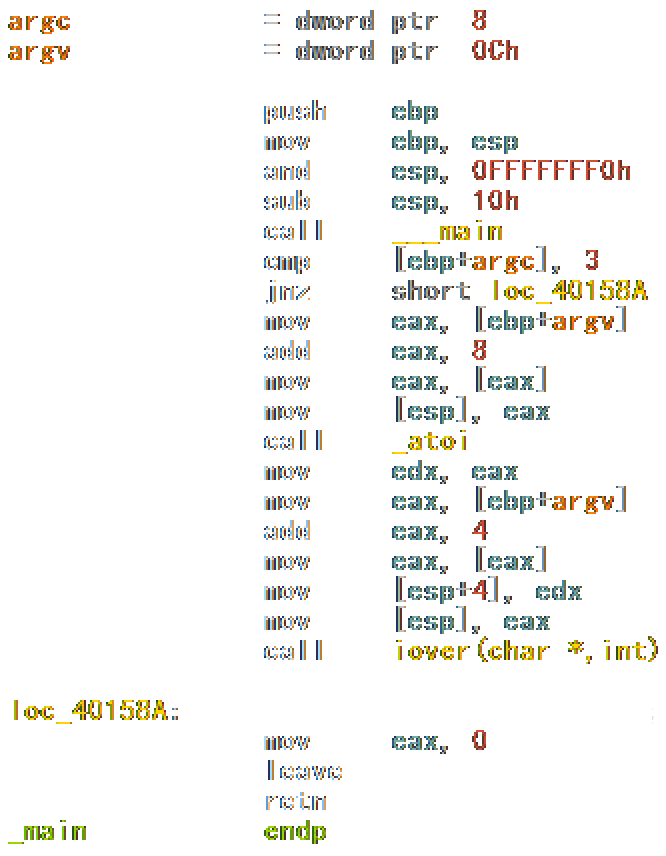 argc = dword ptr 8
argv = dword ptr 0Ch
push ebp
mov ebp, esp
and esp, 0FFFFFFF0h
sub esp, 10h
call ___main
cmp [ebp+argc], 3
jnz short loc_40158A
mov eax, [ebp+argv]
add eax, 8
mov eax, [eax]
mov [esp], eax
call _atoi
mov edx, eax
mov eax, [ebp+argv]
add eax, 4
mov eax, [eax]
mov [esp+4], edx
mov [esp], eax
call iover(char *,int)
loc_40158A: ;
mov eax, 0
leave
retn
_main endp